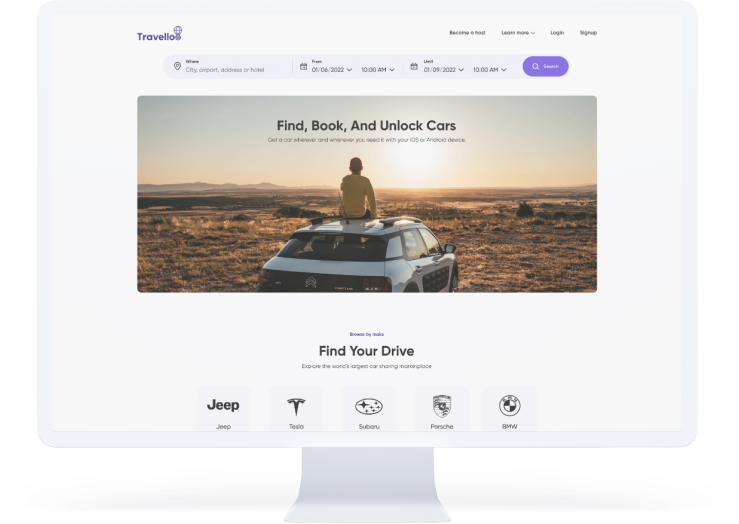 Travelloo
Become a host
Learn more
Login
Signup
Where
City, airport, address or hotel
From
01/06/2022
10:00 AM
Until
01/09/2022
10:00 AM
Search
Find, Book, And Unlock Cars
Get a car wherever and whenever you need it with your iOS or Android device.
Browse by make
Find Your Drive
Explore the world's largest car sharing marketplace
Jeep
Jeep
Tesla
Subaru
Porsche
BMW